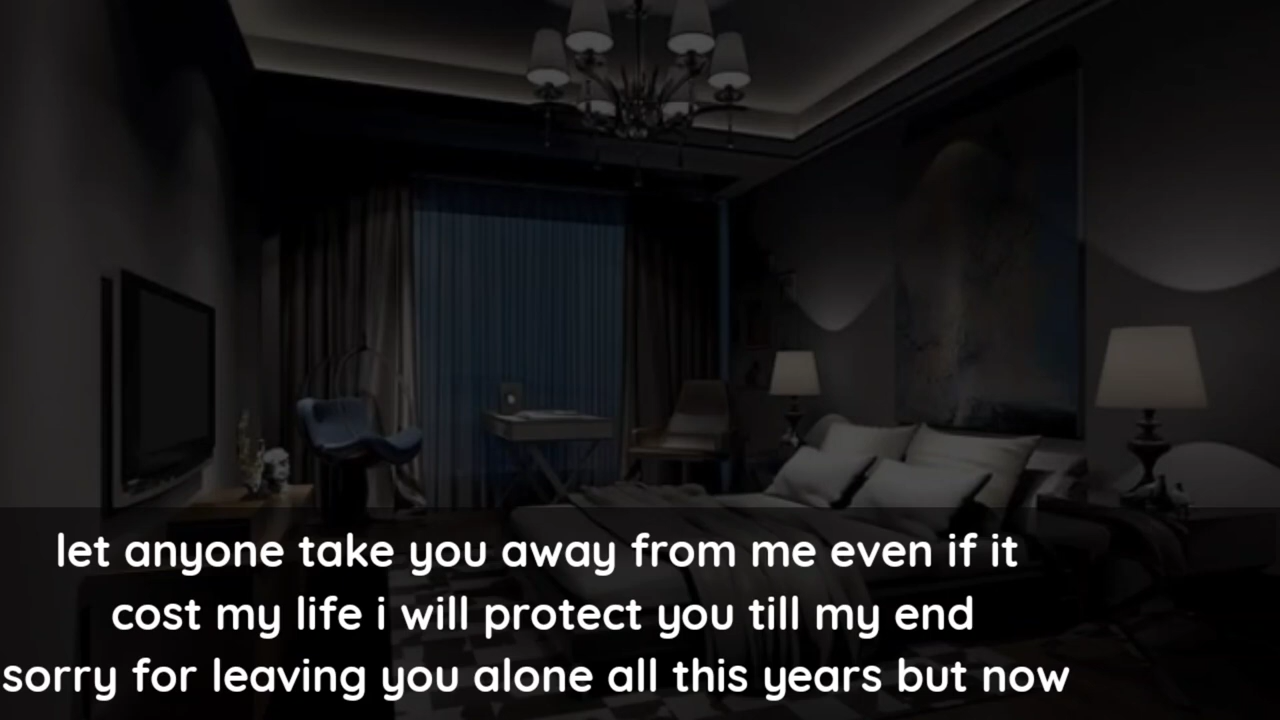 let anyone take you away from me even if it
cost my life i will protect you till my end
sorry for leaving you alone all this years but now